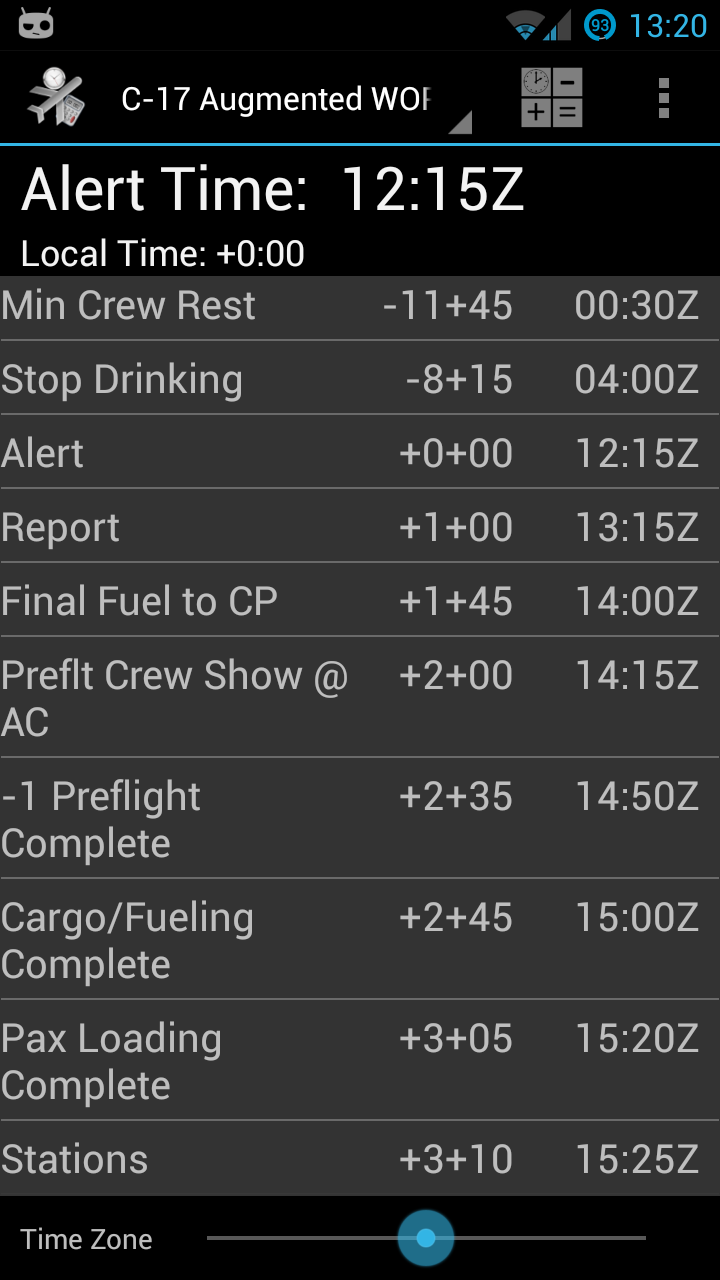 93 13:20
C-17 Augmented
Alert Time: 12:15Z
Local Time: +0:00
Min Crew Rest -11+45 00:30Z
Stop Drinking -8+15 04:00Z
Alert +0+00 12:15Z
Report +1+00 13:15Z
Final Fuel to CP +1+45 14:00Z
Preflt Crew Show @ +2+00 14:15Z
AC
-1 Preflight +2+35 14:50Z
Complete
Cargo/Fueling +2+45 15:00Z
Complete
Pax Loading +3+05 15:20Z
Complete
Stations +3+10 15:25Z
Time Zone